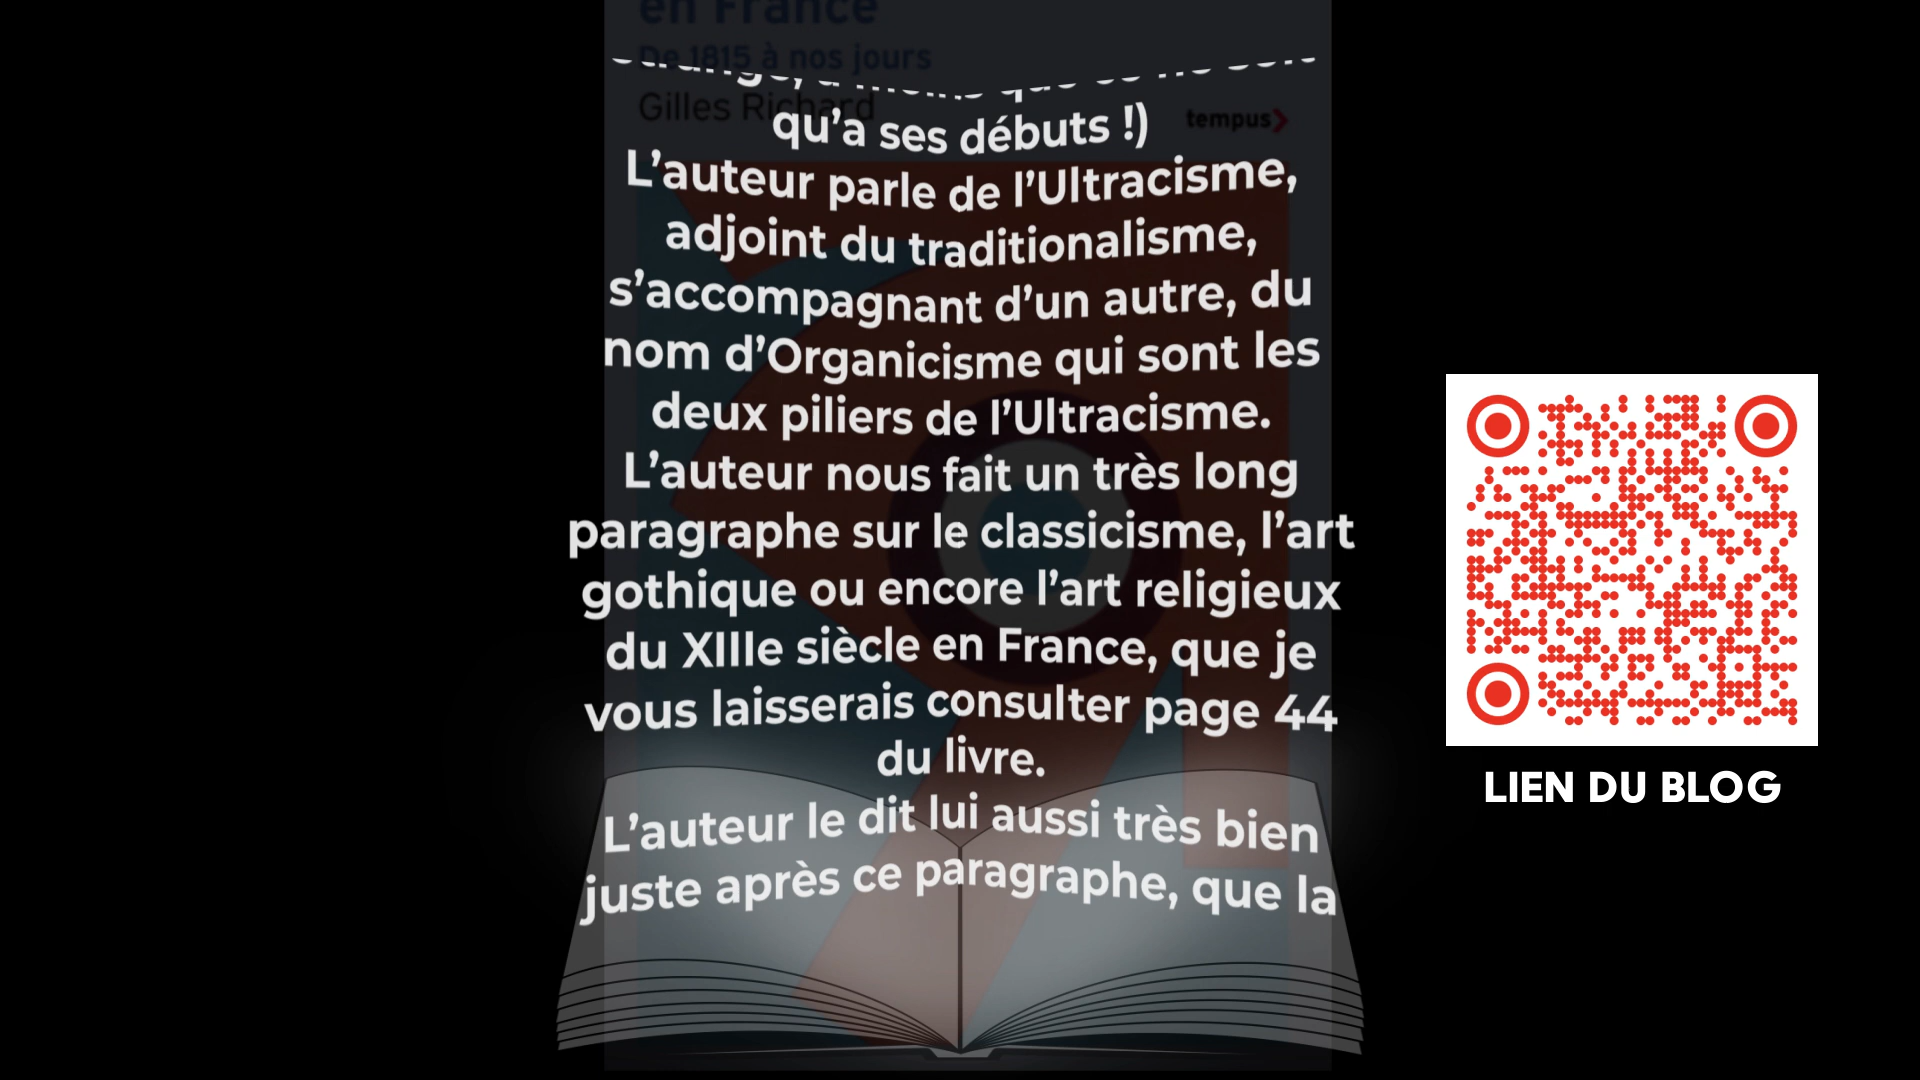 en France
De 1815 à nos jours
Gilles Richard
tempus
qu’a ses débuts !)
L’auteur parle de l’Ultracisme,
adjoint du traditionalisme,
s’accompagnant d’un autre, du
nom d’Organicisme qui sont les
deux piliers de l’Ultracisme.
L’auteur nous fait un très long
paragraphe sur le classicisme, l’art
gothique ou encore l’art religieux
du XIIIe siècle en France, que je
vous laisserais consulter page 44
du livre.
L’auteur le dit lui aussi très bien
juste après ce paragraphe, que la
LIEN DU BLOG